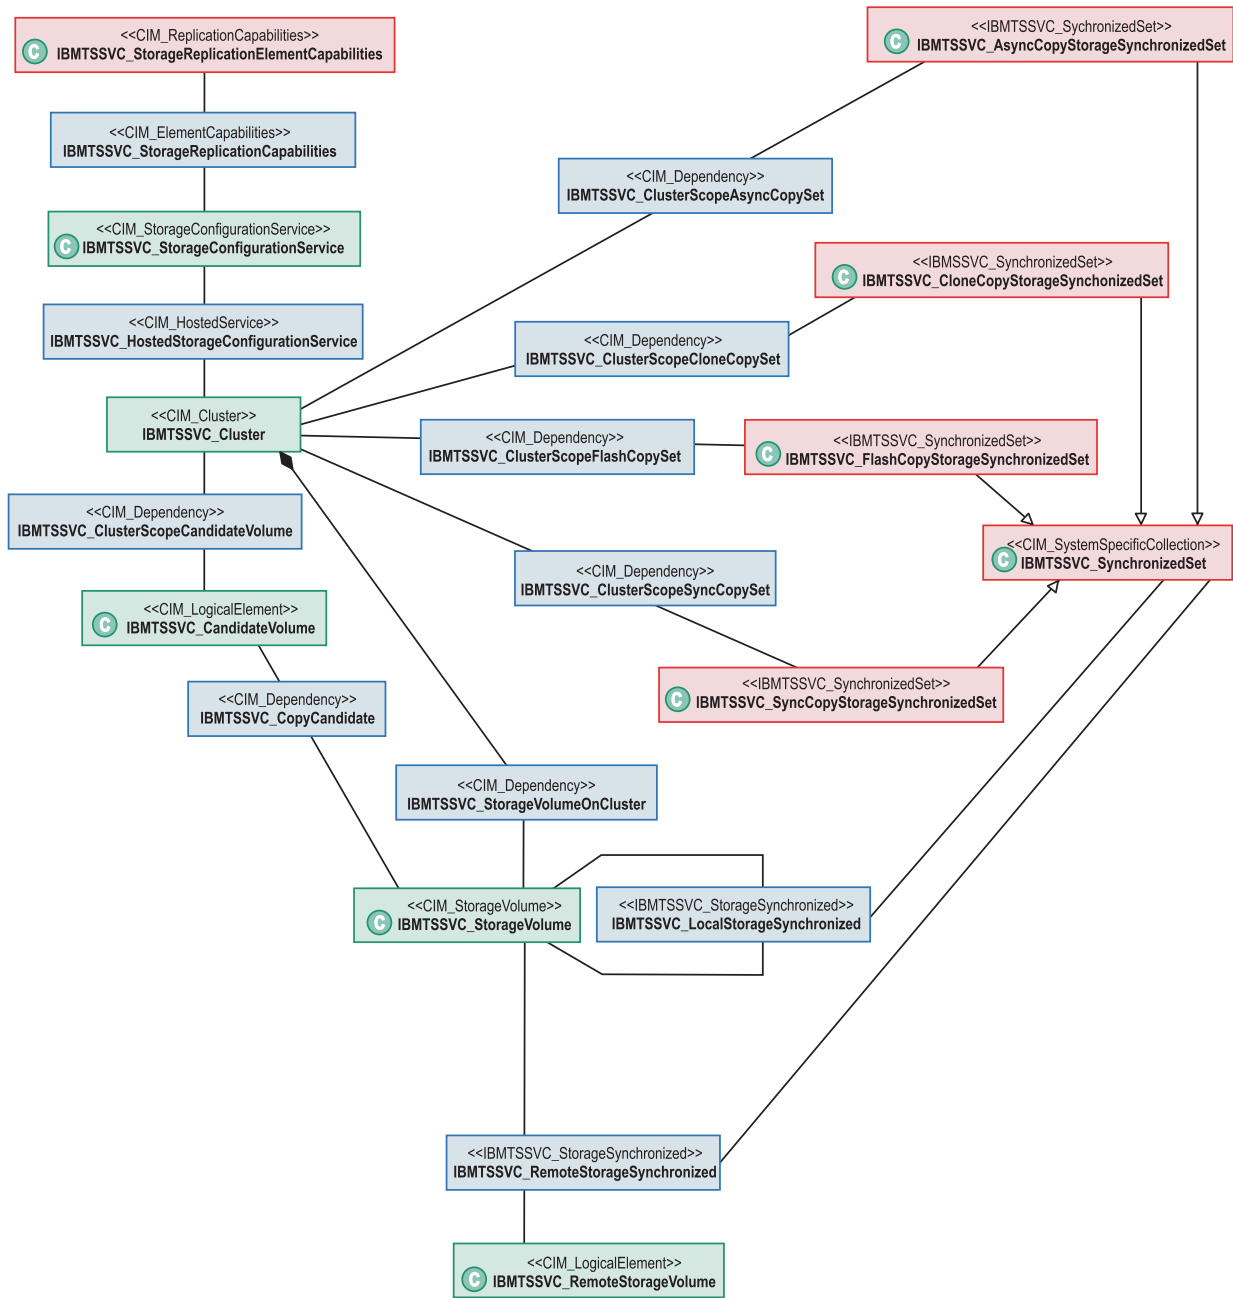 <<CIM_ReplicationCapabilities>>
C
IBMTSSVC_StorageReplicationElementCapabilities
<<IBMTSSVC_SychronizedSet>>
C
IBMTSSVC_AsyncCopyStorageSynchronizedSet
<<CIM_ElementCapabilities>>
IBMTSSVC_StorageReplicationCapabilities
<<CIM_Dependency>>
IBMTSSVC_ClusterScopeAsyncCopySet
<<CIM_StorageConfigurationService>>
C
IBMTSSVC_StorageConfigurationService
<<IBMSSVC_SynchronizedSet>>
C
IBMTSSVC_CloneCopyStorageSynchonizedSet
<<CIM_HostedService>>
IBMTSSVC_HostedStorageConfigurationService
<<CIM_Dependency>>
IBMTSSVC_ClusterScopeCloneCopySet
<<CIM_Cluster>>
IBMTSSVC_Cluster
<<CIM_Dependency>>
IBMTSSVC_ClusterScopeFlashCopySet
<<IBMTSSVC_SynchronizedSet>>
C
IBMTSSVC_FlashCopyStorageSynchronizedSet
<<CIM_Dependency>>
IBMTSSVC_ClusterScopeCandidateVolume
<<CIM_SystemSpecificCollection>>
C
IBMTSSVC_SynchronizedSet
<<CIM_Dependency>>
IBMTSSVC_ClusterScopeSyncCopySet
<<CIM_LogicalElement>>
C
IBMTSSVC_CandidateVolume
<<IBMTSSVC_SynchronizedSet>>
C
IBMTSSVC_SyncCopyStorageSynchronizedSet
<<CIM_Dependency>>
IBMTSSVC_CopyCandidate
<<CIM_Dependency>>
IBMTSSVC_StorageVolumeOnCluster
<<CIM_StorageVolume>>
C
IBMTSSVC_StorageVolume
<<IBMTSSVC_StorageSynchronized>>
IBMTSSVC_LocalStorageSynchronized
<<IBMTSSVC_StorageSynchronized>>
IBMTSSVC_RemoteStorageSynchronized
<<CIM_LogicalElement>>
C
IBMTSSVC_RemoteStorageVolume